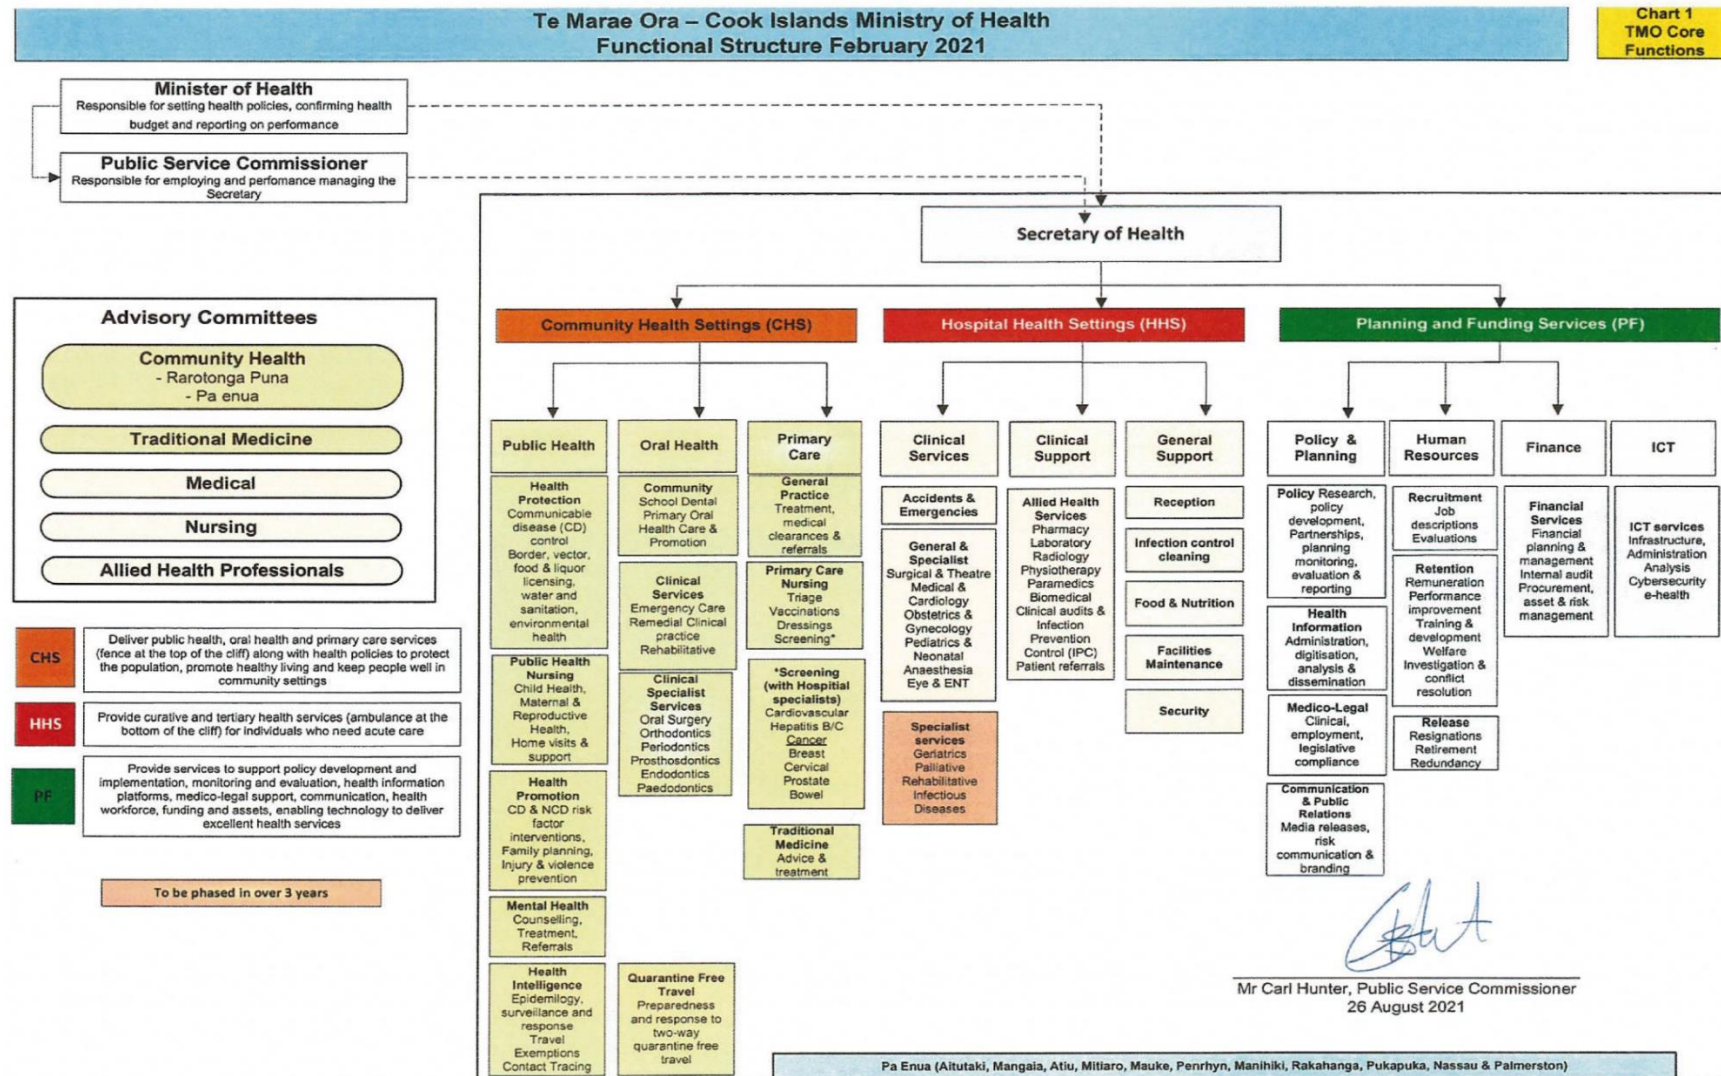 Te Marae Ora – Cook Islands Ministry of Health
Functional Structure February 2021
Chart 1
TMO Core
Functions
Minister of Health
Responsible for setting health policies, confirming health
budget and reporting on performance
Public Service Commissioner
Responsible for employing and perfomance managing the
Secretary
Secretary of Health
Advisory Committees
Community Health
- Rarotonga Puna
- Pa enua
Traditional Medicine
Medical
Nursing
Allied Health Professionals
CHS
Deliver public health, oral health and primary care services
(fence at the top of the cliff) along with health policies to protect
the population, promote healthy living and keep people well in
community settings
HHS
Provide curative and tertiary health services (ambulance at the
bottom of the cliff) for individuals who need acute care
PF
Provide services to support policy development and
implementation, monitoring and evaluation, health information
platforms, medico-legal support, communication, health
workforce, funding and assets, enabling technology to deliver
excellent health services
To be phased in over 3 years
Community Health Settings (CHS)
Public Health
Health
Protection
Communicable
disease (CD)
control
Border, vector,
food & liquor
licensing,
water and
sanitation,
environmental
health
Public Health
Nursing
Child Health,
Maternal &
Reproductive
Health,
Home visits &
support
Health
Promotion
CD & NCD risk
factor
interventions,
Family planning,
Injury & violence
prevention
Mental Health
Counselling,
Treatment,
Referrals
Health
Intelligence
Epidemilogy,
surveillance and
response
Travel
Exemptions
Contact Tracing
Oral Health
Community
School Dental
Primary Oral
Health Care &
Promotion
Clinical
Services
Emergency Care
Remedial Clinical
practice
Rehabilitative
Clinical
Specialist
Services
Oral Surgery
Orthodontics
Periodontics
Prosthosdontics
Endodontics
Paedodontics
Quarantine Free
Travel
Preparedness
and response to
two-way
quarantine free
travel
Primary
Care
General
Practice
Treatment,
medical
clearances &
referrals
Primary Care
Nursing
Triage
Vaccinations
Dressings
Screening*
*Screening
(with Hospitial
specialists)
Cardiovascular
Hepatitis B/C
Cancer
Breast
Cervical
Prostate
Bowel
Traditional
Medicine
Advice &
treatment
Hospital Health Settings (HHS)
Clinical
Services
Accidents &
Emergencies
General &
Specialist
Surgical & Theatre
Medical &
Cardiology
Obstetrics &
Gynecology
Pediatrics &
Neonatal
Anaesthesia
Eye & ENT
Specialist
services
Geriatrics
Palliative
Rehabilitative
Infectious
Diseases
Clinical
Support
Allied Health
Services
Pharmacy
Laboratory
Radiology
Physiotherapy
Paramedics
Biomedical
Clinical audits &
Infection
Prevention
Control (IPC)
Patient referrals
General
Support
Reception
Infection control
cleaning
Food & Nutrition
Facilities
Maintenance
Security
Planning and Funding Services (PF)
Policy &
Planning
Policy Research,
policy
development,
Partnerships,
planning
monitoring,
evaluation &
reporting
Health
Information
Administration,
digitisation,
analysis &
dissemination
Medico-Legal
Clinical,
employment,
legislative
compliance
Communication
& Public
Relations
Media releases,
risk
communication &
branding
Human
Resources
Recruitment
Job
descriptions
Evaluations
Retention
Remuneration
Performance
improvement
Training &
development
Welfare
Investigation &
conflict
resolution
Release
Resignations
Retirement
Redundancy
Finance
Financial
Services
Financial
planning &
management
Internal audit
Procurement,
asset & risk
management
ICT
ICT services
Infrastructure,
Administration
Analysis
Cybersecurity
e-health
Mr Carl Hunter, Public Service Commissioner
26 August 2021
Pa Enua (Aitutaki, Mangaia, Atiu, Mitiaro, Mauke, Penrhyn, Manihiki, Rakahanga, Pukapuka, Nassau & Palmerston)